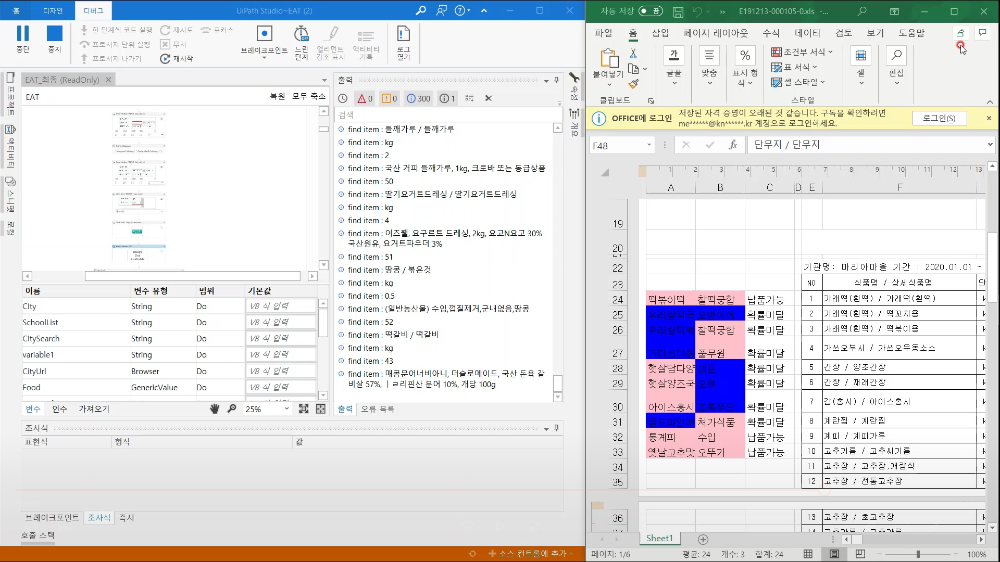 홈 디자인 디버그 UiPath Studio~EAT (2)
중단 중지
한 단계씩 코드 실행
프로시저 단위 실행
프로시저 나가기
재시도
무시
재시작
포커스
브레이크포인트
느린 단계
OFF
엘리먼트 강조 표시
액티비티 기록
로그 열기
프로젝트
액티비티
스니펫
로컬
EAT_최종 (ReadOnly)
EAT 복원 모두 축소
Image
Not
Available
이름 변수 유형 범위 기본값
CIty String Do VB 식 입력
SchoolList String Do VB 식 입력
CItySearch String Do VB 식 입력
variable1 String Do VB 식 입력
CityUrl Browser Do VB 식 입력
Food GenericValue Do VB 식 입력
변수 인수 가져오기 25%
출력
0 0 300 1
검색
find item : 들깨가루 / 들깨가루
find item : kg
find item : 2
find item : 국산 거피 들깨가루, 1kg, 크로바 또는 동급상품
find item : 50
find item : 딸기요거트드레싱 / 딸기요거트드레싱
find item : kg
find item : 4
find item : 이즈웰, 요구르트 드레싱, 2kg, 요고N요고 30%
국산원유, 요거트파우더 3%
find item : 51
find item : 땅콩 / 볶은것
find item : kg
find item : 0.5
find item : (일반농산물) 수입,껍질제거,군내없음,땅콩
find item : 52
find item : 떡갈비 / 떡갈비
find item : kg
find item : 43
find item : 매콤문어너비아니, 더슬로메이드, 국산 돈육 갈
비살 57%, ㅣㄹ리핀산 문어 10%, 개당 100g
출력 오류 목록
속성
개요
조사식
표현식 형식 값
브레이크포인트 조사식 즉시
호출 스택
소스 컨트롤에 추가
자동 저장 끔 E191213-000105-0.xls -...
파일 홈 삽입 페이지 레이아웃 수식 데이터 검토 보기 도움말
붙여넣기
클립보드
가
글꼴
맞춤
%
표시 형식
조건부 서식
표 서식
셀 스타일
스타일
셀
편집
OFFICE에 로그인 저장된 자격 증명이 오래된 것 같습니다. 구독을 확인하려면
me******@kn******.kr 계정으로 로그인하세요. 로그인(S)
F48 fx 단무지 / 단무지
1 2 3 4 5 6 7 8 9 10 11 12 13
A B C D E F
19
20
21
22 기관명: 마리아마을 기간 : 2020.01.01 ~
23 NO 식품명 / 상세식품명 단
24 떡볶이떡 찰떡궁합 납품가능 1 가래떡(흰떡) / 가래떡(흰떡) k
25 우리쌀떡국 오병이어 확률미달 2 가래떡(흰떡) / 떡꼬치용 k
26 우리쌀떡볶 찰떡궁합 확률미달 3 가래떡(흰떡) / 떡볶이용 k
27 가다쓰다동 풀무원 확률미달 4 가쓰오부시 / 가쓰오우동소스 k
28 햇살담다양 샘표 확률미달 5 간장 / 양조간장 k
29 햇살양조국 오몽 확률미달 6 간장 / 재래간장 k
30 아이스홍시 초록푸드 확률미달 7 감(홍시) / 아이스홍시 k
31 골드파인애 처가식품 확률미달 8 계란찜 / 계란찜 k
32 통계피 수입 납품가능 9 계피 / 계피가루 k
33 옛날고추맛 오뚜기 납품가능 10 고추기름 / 고추씨기름 k
34 11 고추장 / 고추장,개량식 k
35 12 고추장 / 전통고추장 k
36 13 고추장 / 초고추장 k
37 14 고추가루 / 고추가루
Sheet1
페이지: 1/6 평균: 24 개수: 3 합계: 24 100%